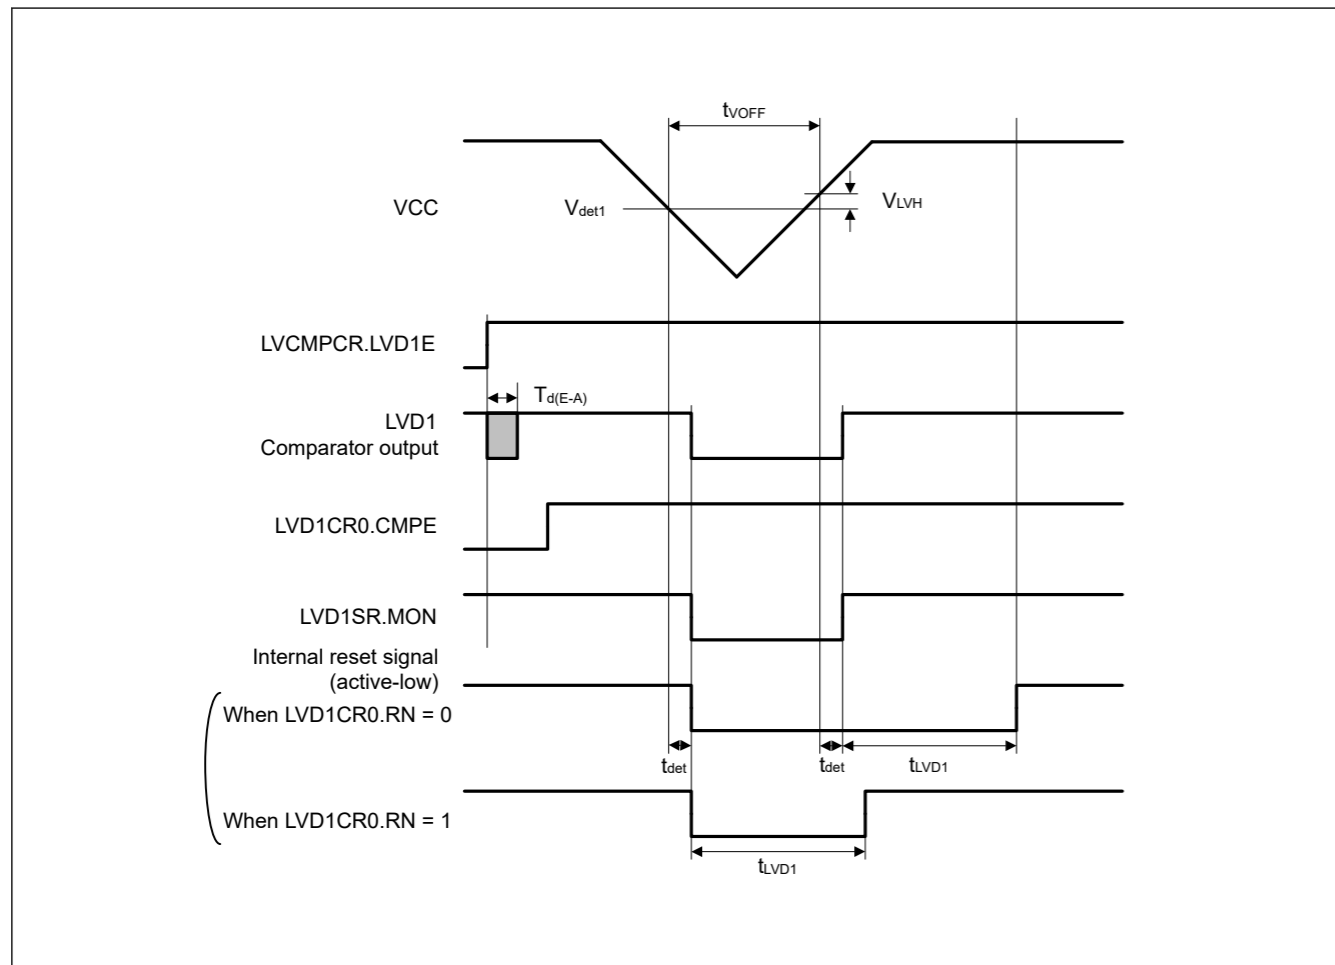 tVOFF
VCC
Vdet1
VLVH
LVCMPCR.LVD1E
Td(E-A)
LVD1
Comparator output
LVD1CR0.CMPE
LVD1SR.MON
Internal reset signal
(active-low)
When LVD1CR0.RN = 0
tdet
tdet
tLVD1
When LVD1CR0.RN = 1
tLVD1